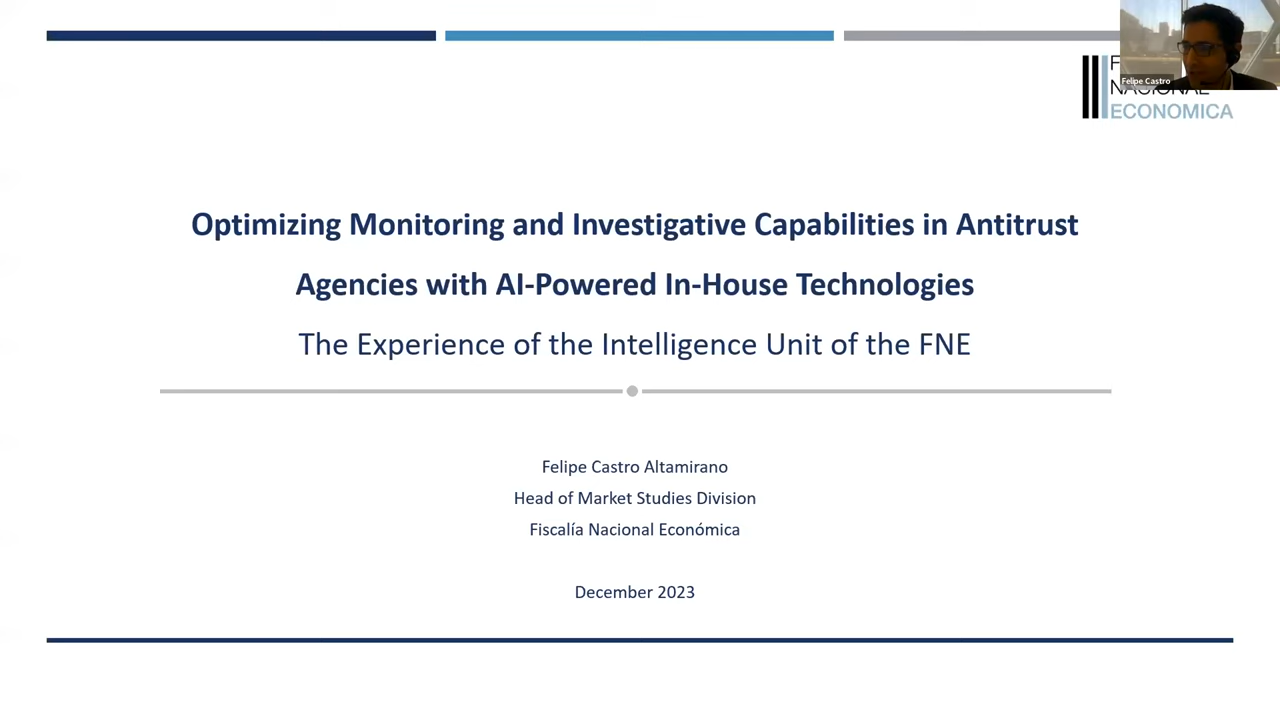 Felipe Castro
NACIONAL
ECONOMICA
Optimizing Monitoring and Investigative Capabilities in Antitrust
Agencies with AI-Powered In-House Technologies
The Experience of the Intelligence Unit of the FNE
Felipe Castro Altamirano
Head of Market Studies Division
Fiscalía Nacional Económica
December 2023